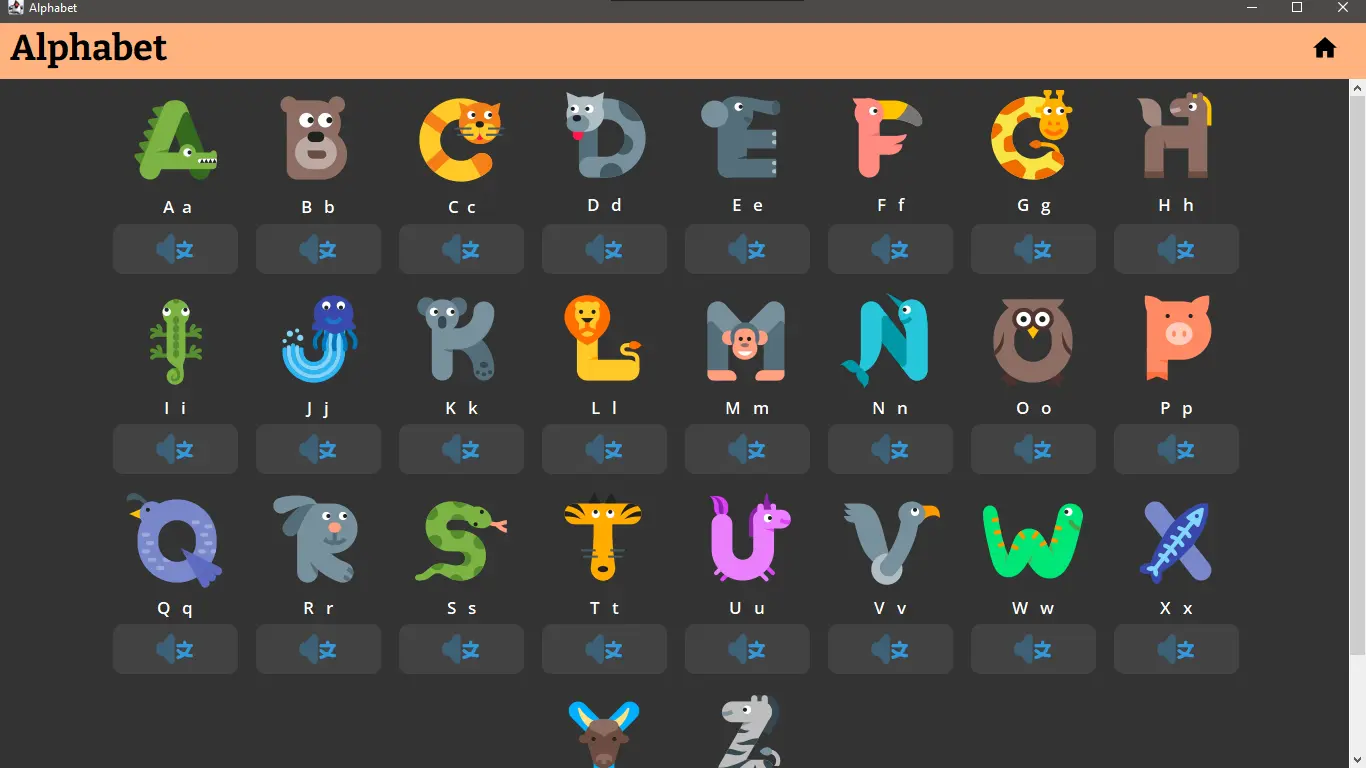 Alphabet
Alphabet
A a B b C c D d E e F f G g H h
I i J j K k L l M m N n O o P p
Q q R r S s T t U u V v W w X x